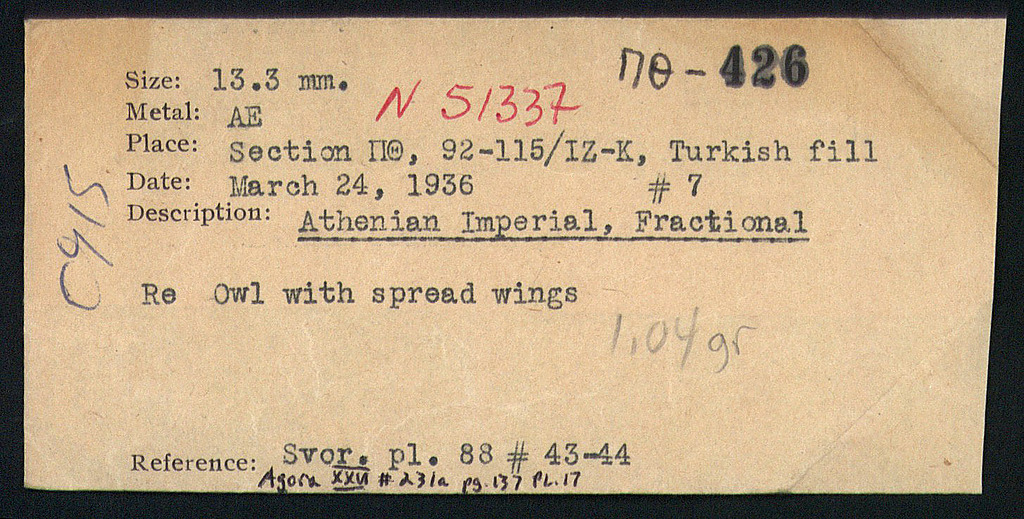 ΠΘ - 426
Size: 13.3 mm.
N 51337
Metal: AE
Place: Section ΠΘ, 92-115/IZ-K, Turkish fill
Date: March 24, 1936 # 7
Description: Athenian Imperial, Fractional
C915
Re Owl with spread wings
1.04 gr
Reference: Svor. pl. 88 # 43-44
Agora XXVI # 231a pg. 137 PL.17